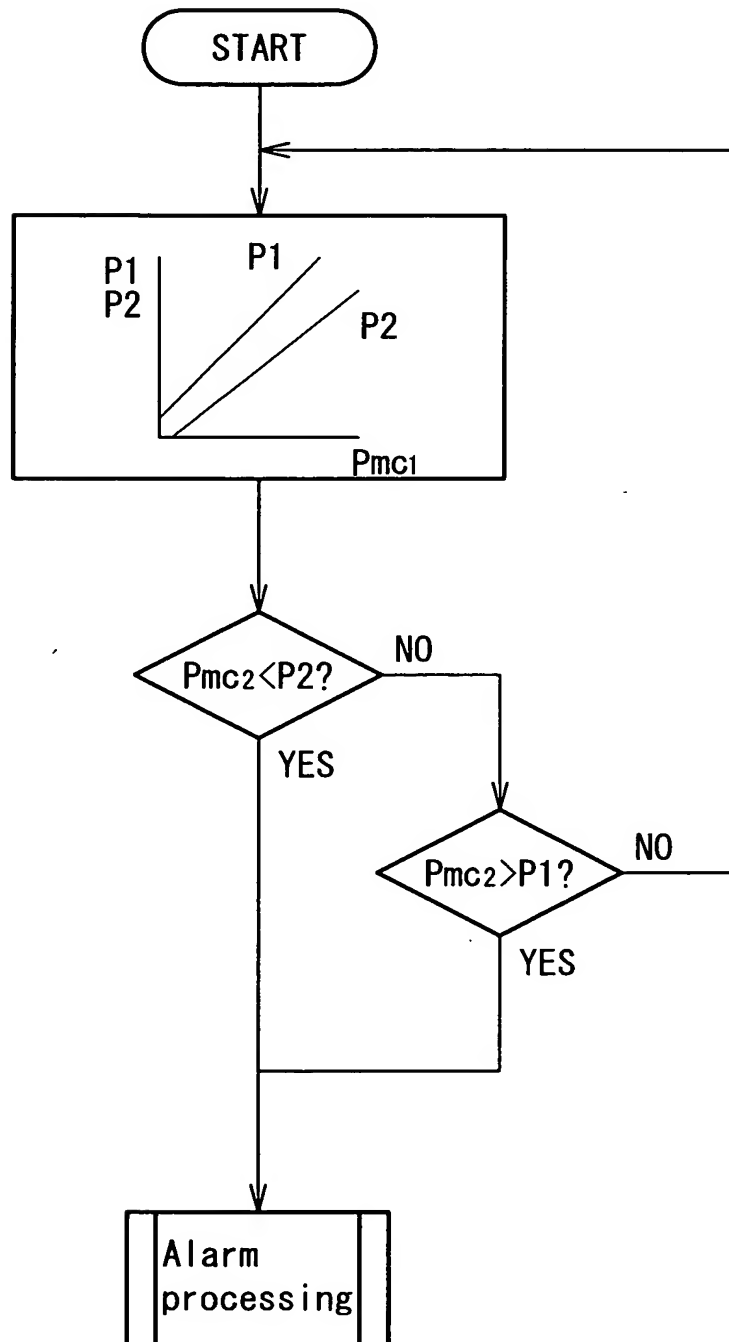 START
P1
P1
P2
P2
Pmc1
Pmc2<P2?
NO
YES
Pmc2>P1?
NO
YES
Alarm
processing